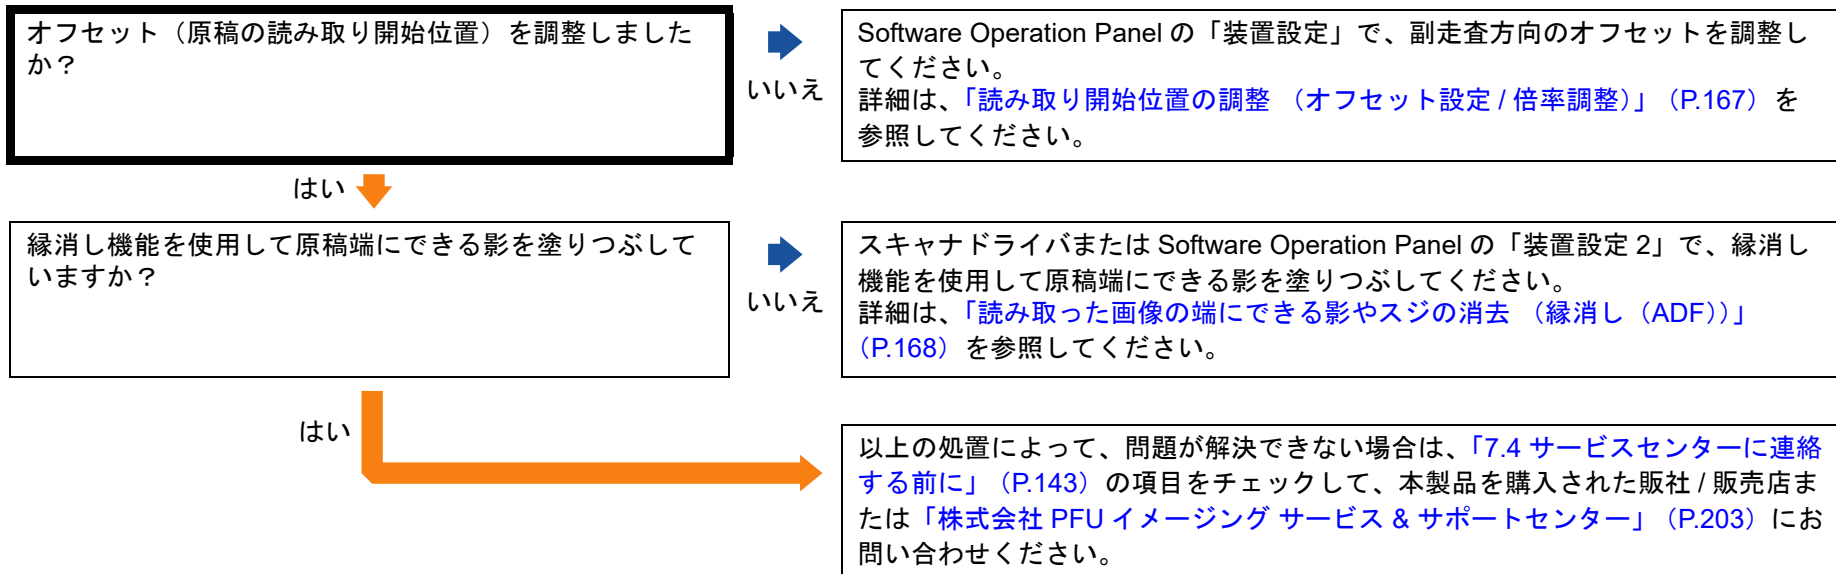 オフセット（原稿の読み取り開始位置）を調整しました
か？
いいえ
Software Operation Panel の「装置設定」で、副走査方向のオフセットを調整し
てください。
詳細は、「読み取り開始位置の調整 （オフセット設定 / 倍率調整）」（P.167）を
参照してください。
はい
縁消し機能を使用して原稿端にできる影を塗りつぶして
いますか？
いいえ
スキャナドライバまたは Software Operation Panel の「装置設定 2」で、縁消し
機能を使用して原稿端にできる影を塗りつぶしてください。
詳細は、「読み取った画像の端にできる影やスジの消去 （縁消し（ADF））」
（P.168）を参照してください。
はい
以上の処置によって、問題が解決できない場合は、「7.4 サービスセンターに連絡
する前に」（P.143）の項目をチェックして、本製品を購入された販社 / 販売店ま
たは「株式会社 PFU イメージング サービス & サポートセンター」（P.203）にお
問い合わせください。